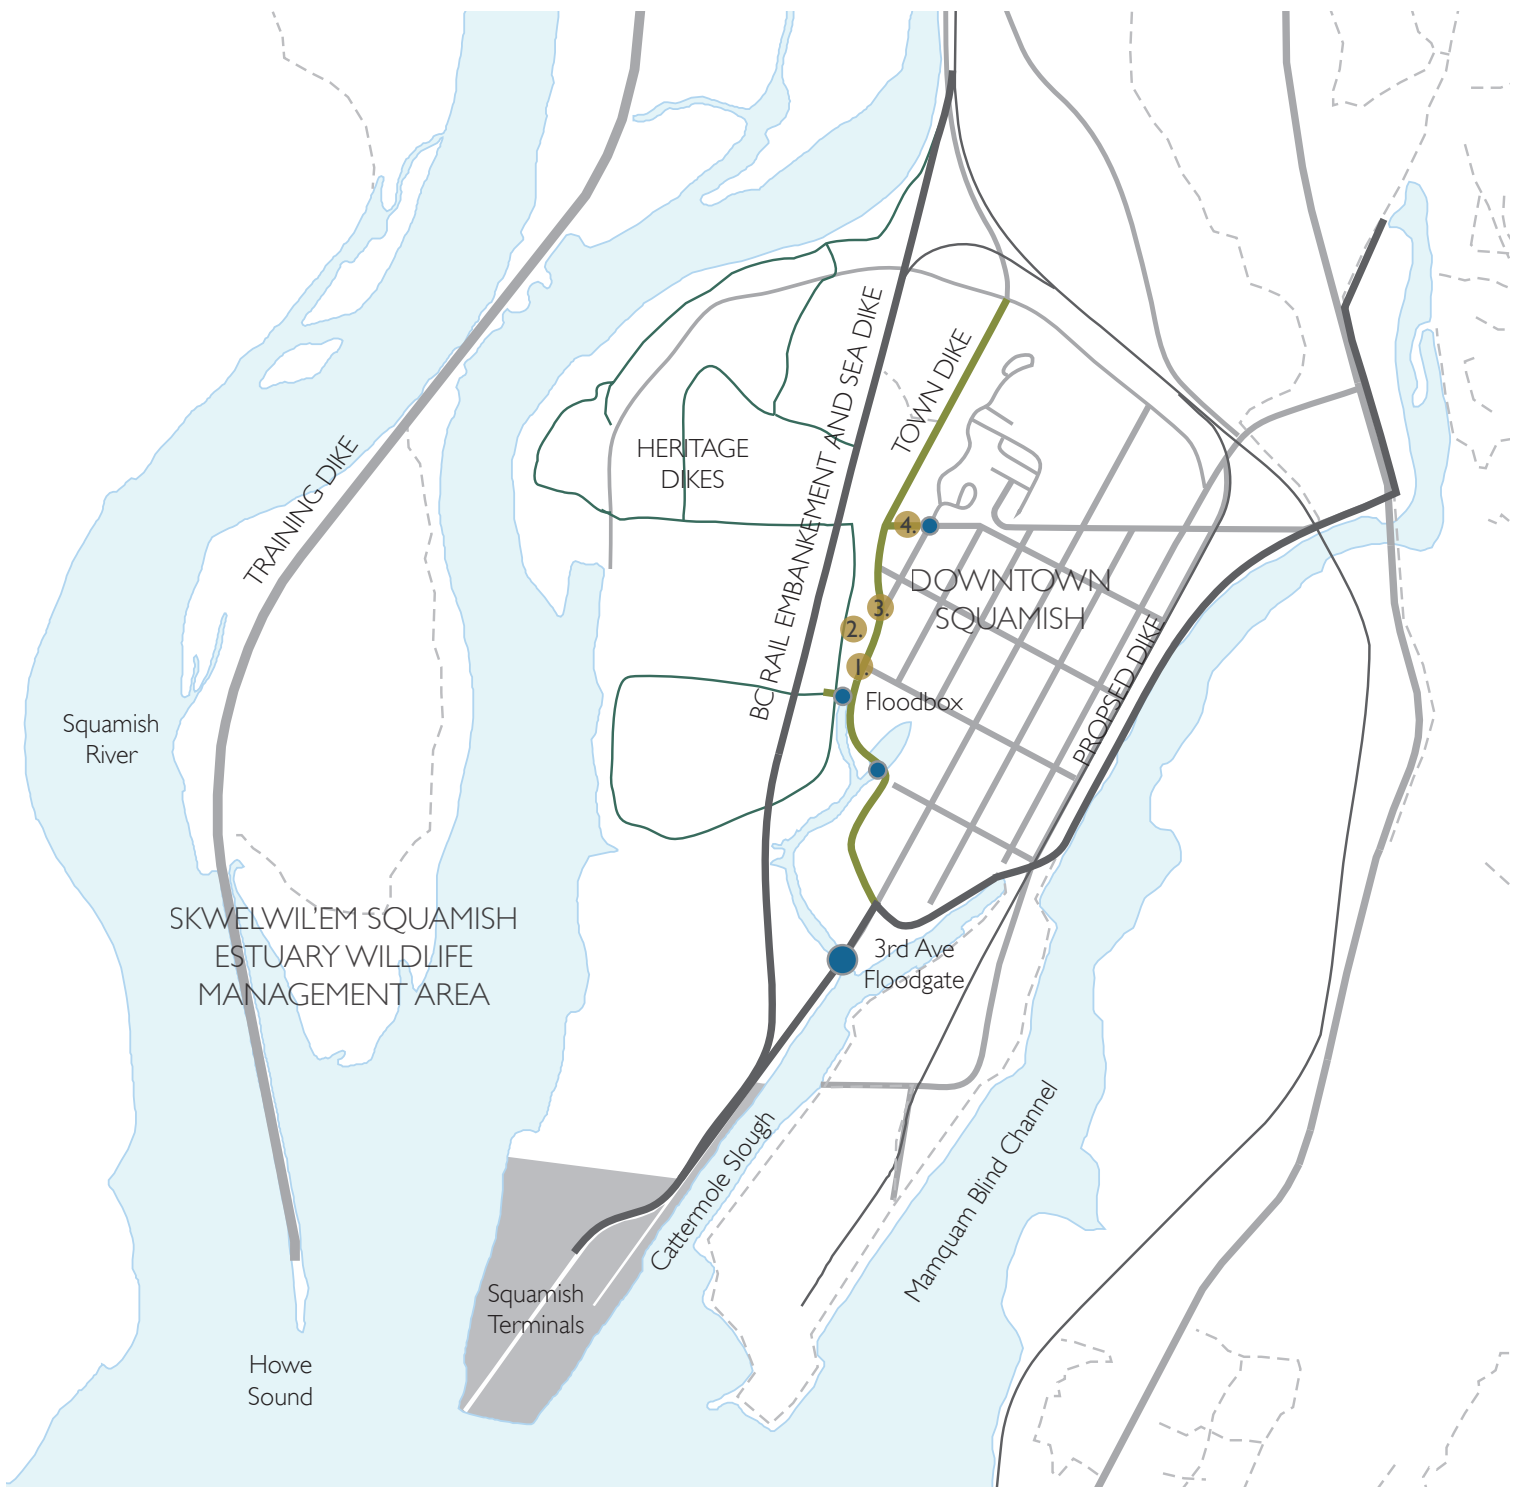 TOWN DIKE
BC RAIL EMBANKEMENT AND SEA DIKE
HERITAGE
DIKES
TRAINING DIKE
4.
DOWNTOWN
SQUAMISH
3.
2.
1.
PROPSED DIKE
Floodbox
Squamish
River
SKWELWIL'EM SQUAMISH
ESTUARY WILDLIFE
MANAGEMENT AREA
3rd Ave
Floodgate
Cattermole Slough
Mamquam Blind Channel
Squamish
Terminals
Howe
Sound